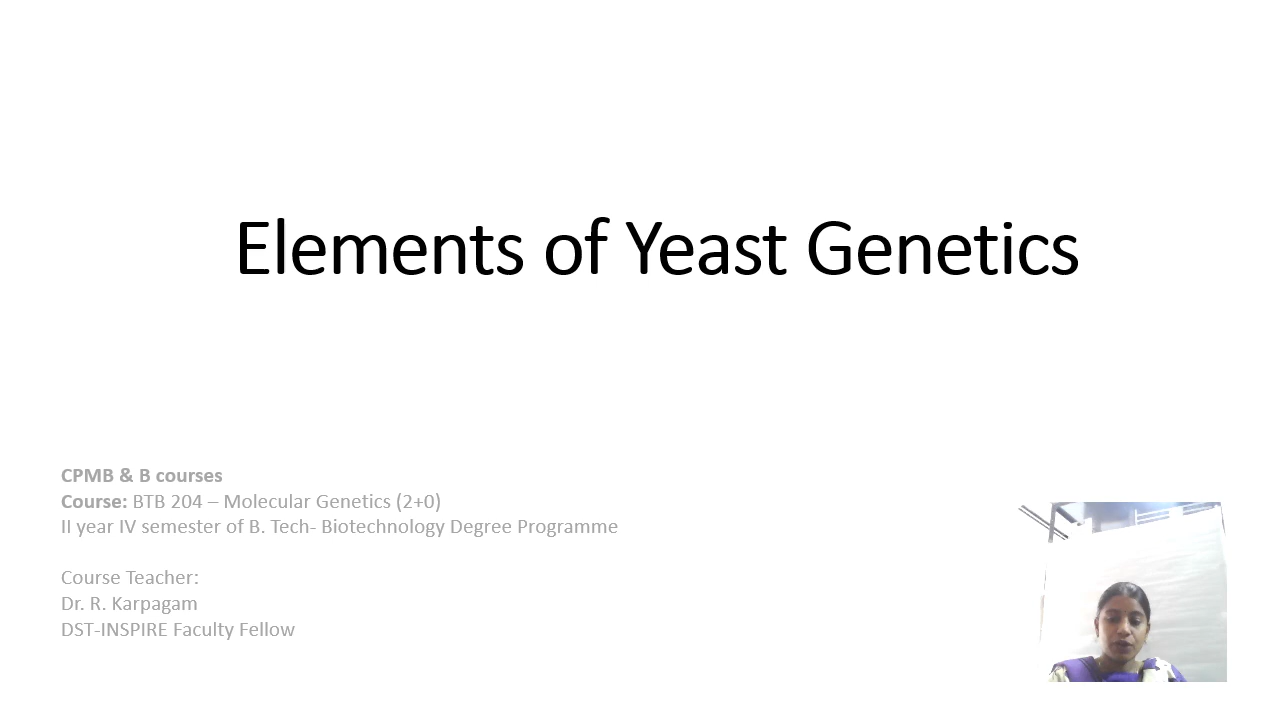 Elements of Yeast Genetics
CPMB & B courses
Course: BTB 204 – Molecular Genetics (2+0)
II year IV semester of B. Tech- Biotechnology Degree Programme
Course Teacher:
Dr. R. Karpagam
DST-INSPIRE Faculty Fellow